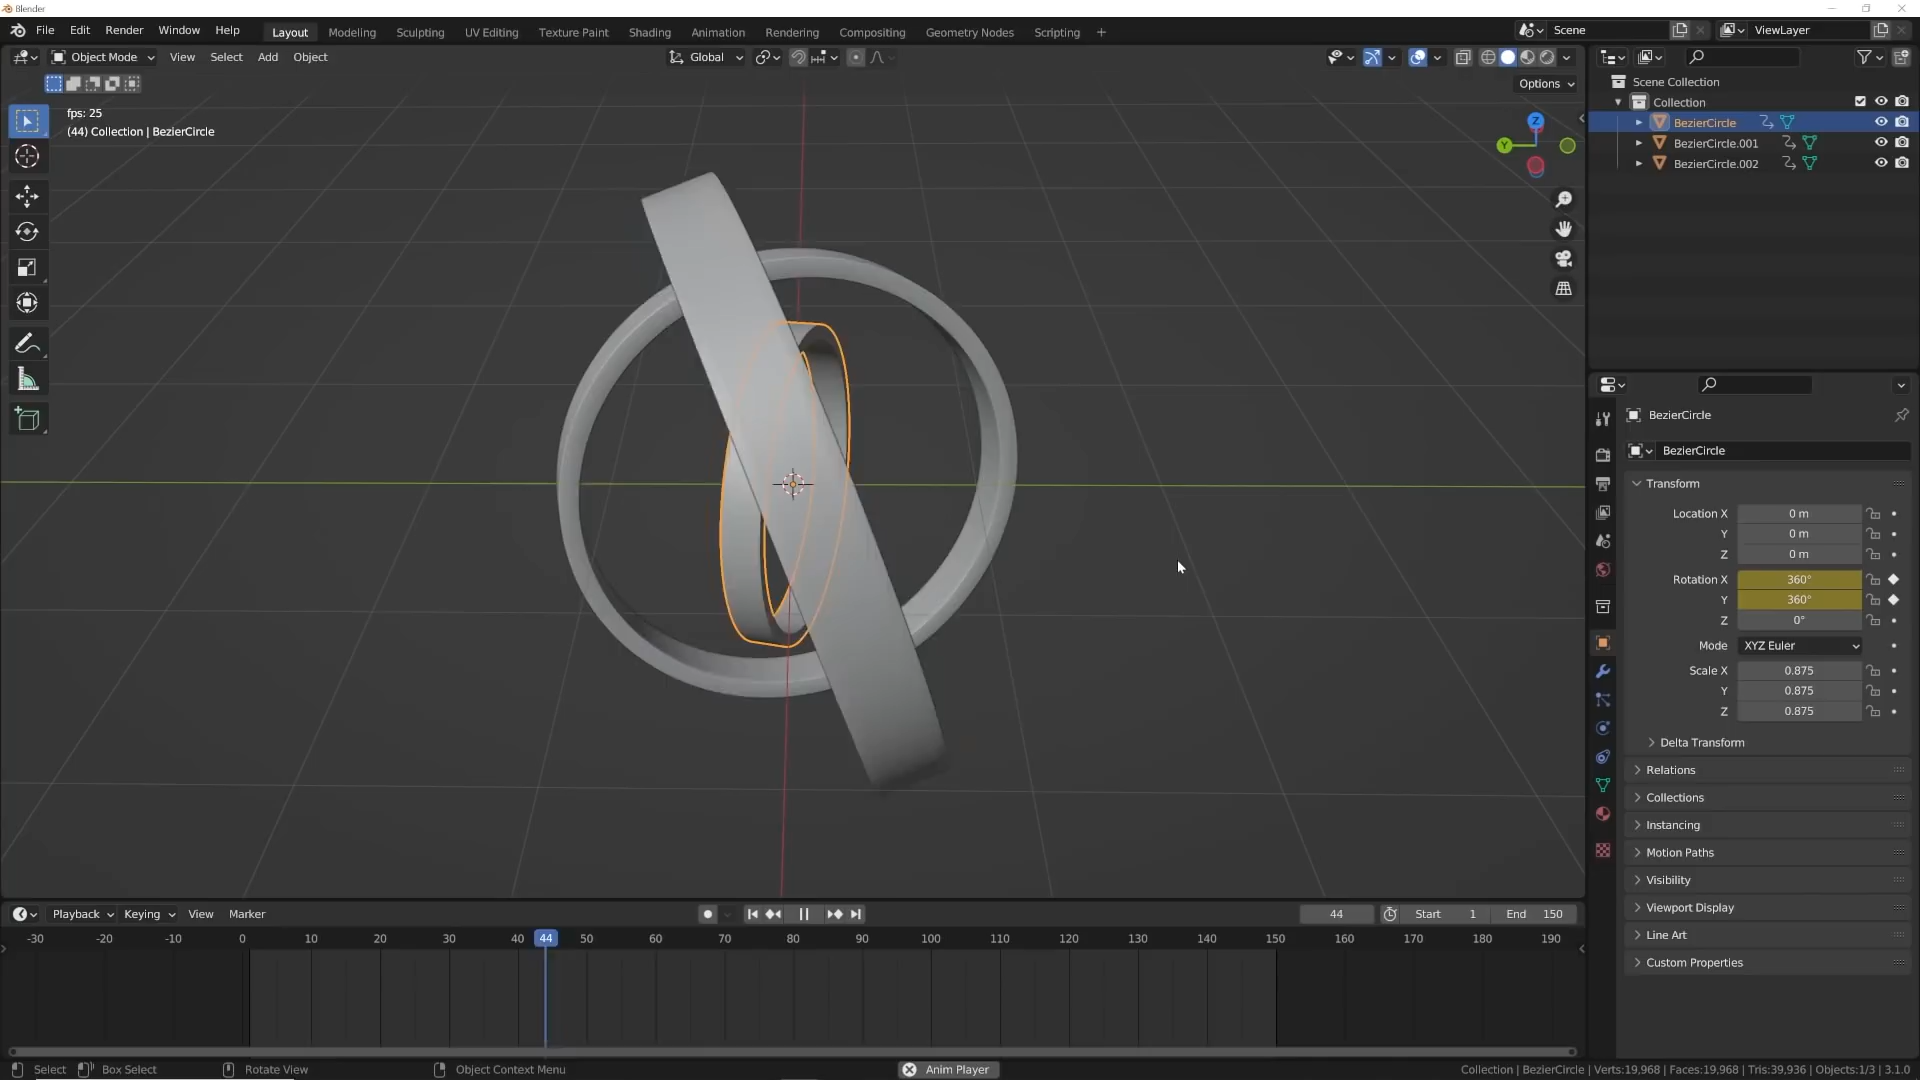 Blender
File Edit Render Window Help Layout Modeling Sculpting UV Editing Texture Paint Shading Animation Rendering Compositing Geometry Nodes Scripting + Scene ViewLayer
Object Mode View Select Add Object Global
Options
fps: 25
(44) Collection | BezierCircle
Z
Y
Scene Collection
Collection
BezierCircle
BezierCircle.001
BezierCircle.002
BezierCircle
BezierCircle
Transform
Location X 0 m
Y 0 m
Z 0 m
Rotation X 360°
Y 360°
Z 0°
Mode XYZ Euler
Scale X 0.875
Y 0.875
Z 0.875
Delta Transform
Relations
Collections
Instancing
Motion Paths
Visibility
Viewport Display
Line Art
Custom Properties
Playback Keying View Marker 44 Start 1 End 150
-30 -20 -10 0 10 20 30 40 44 50 60 70 80 90 100 110 120 130 140 150 160 170 180 190
Select Box Select Rotate View Object Context Menu Anim Player Collection | BezierCircle | Verts:19,968 | Faces:19,968 | Tris:39,936 | Objects:1/3 | 3.1.0